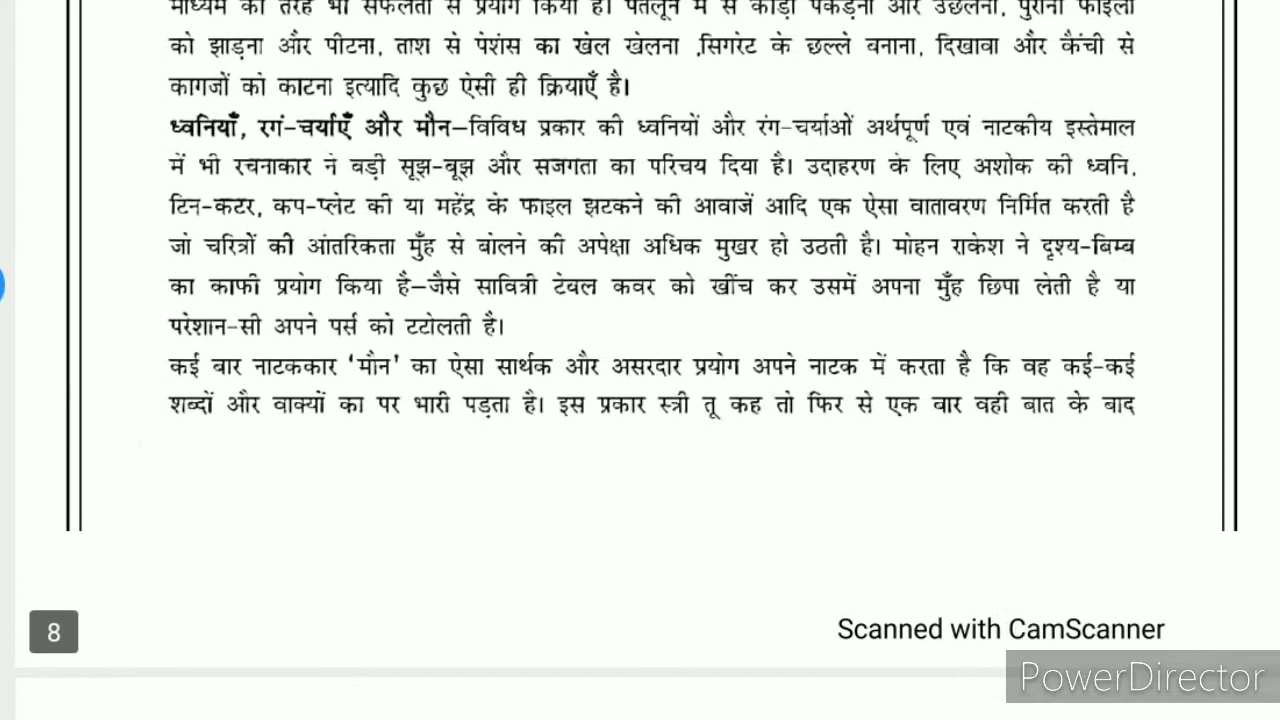 माध्यम की तरह भी सफलता से प्रयोग किया है। पतलून में से कीड़ा पकड़ना और उछलना, पुरानी फाइलों
को झाड़ना और पीटना, ताश से पेशंस का खेल खेलना ,सिगरेट के छल्ले बनाना, दिखावा और कैंची से
कागजों को काटना इत्यादि कुछ ऐसी ही क्रियाएँ है।
ध्वनियाँ, रगं-चर्याएँ और मौन–विविध प्रकार की ध्वनियों और रंग-चर्याओं अर्थपूर्ण एवं नाटकीय इस्तेमाल
में भी रचनाकार ने बड़ी सूझ-बूझ और सजगता का परिचय दिया है। उदाहरण के लिए अशोक की ध्वनि,
टिन-कटर, कप-प्लेट की या महेंद्र के फाइल झटकने की आवाजें आदि एक ऐसा वातावरण निर्मित करती है
जो चरित्रों की आंतरिकता मुँह से बोलने की अपेक्षा अधिक मुखर हो उठती है। मोहन राकेश ने दृश्य-बिम्ब
का काफी प्रयोग किया है–जैसे सावित्री टेबल कवर को खींच कर उसमें अपना मुँह छिपा लेती है या
परेशान-सी अपने पर्स को टटोलती है।
कई बार नाटककार 'मौन' का ऐसा सार्थक और असरदार प्रयोग अपने नाटक में करता है कि वह कई-कई
शब्दों और वाक्यों का पर भारी पड़ता है। इस प्रकार स्त्री तू कह तो फिर से एक बार वही बात के बाद
8
Scanned with CamScanner
PowerDirector